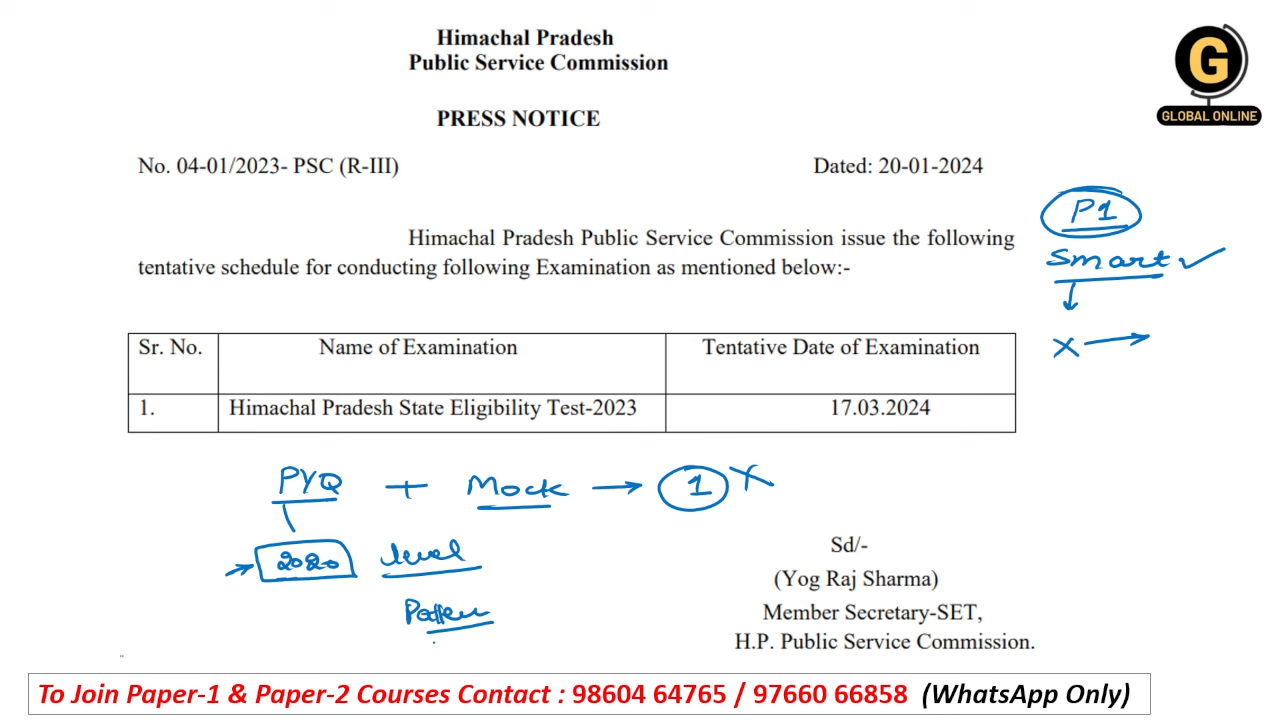 Himachal Pradesh
Public Service Commission
G
GLOBAL ONLINE
PRESS NOTICE
No. 04-01/2023- PSC (R-III) Dated: 20-01-2024
P1
Himachal Pradesh Public Service Commission issue the following
tentative schedule for conducting following Examination as mentioned below:-
Smart ✓
↓
x →
Sr. No. Name of Examination Tentative Date of Examination
1. Himachal Pradesh State Eligibility Test-2023 17.03.2024
PYQ + Mock → 1 x
→ 2020 level
Pattern
Sd/-
(Yog Raj Sharma)
Member Secretary-SET,
H.P. Public Service Commission.
To Join Paper-1 & Paper-2 Courses Contact : 98604 64765 / 97660 66858 (WhatsApp Only)